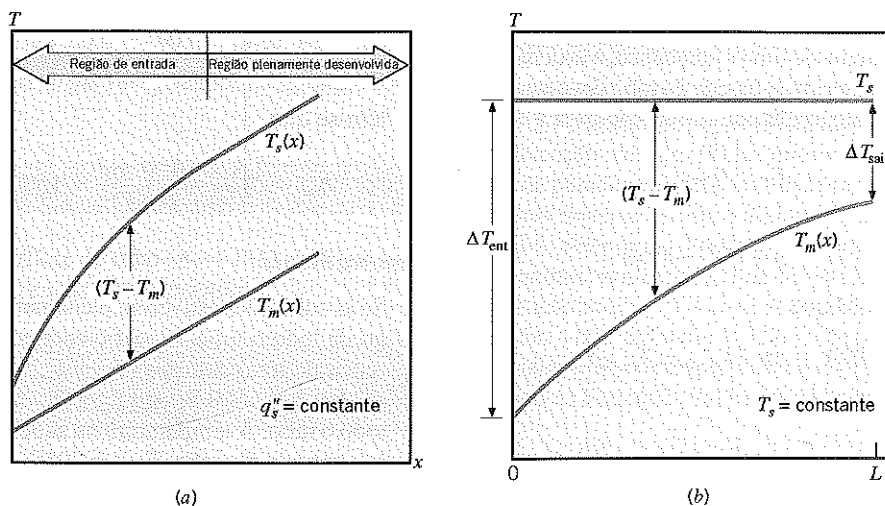 T
Região de entrada
Região plenamente desenvolvida
T_s(x)
(T_s − T_m)
T_m(x)
q_s'' = constante
x
(a)
T
T_s
ΔT_sai
(T_s − T_m)
ΔT_ent
T_m(x)
T_s = constante
0
L
(b)